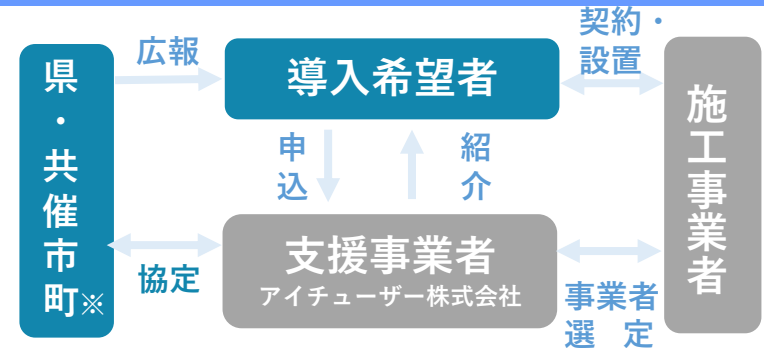 県・共催市町※
広報
導入希望者
契約・
設置
施工事業者
申込
紹介
協定
支援事業者
アイチューザー株式会社
事業者
選 定